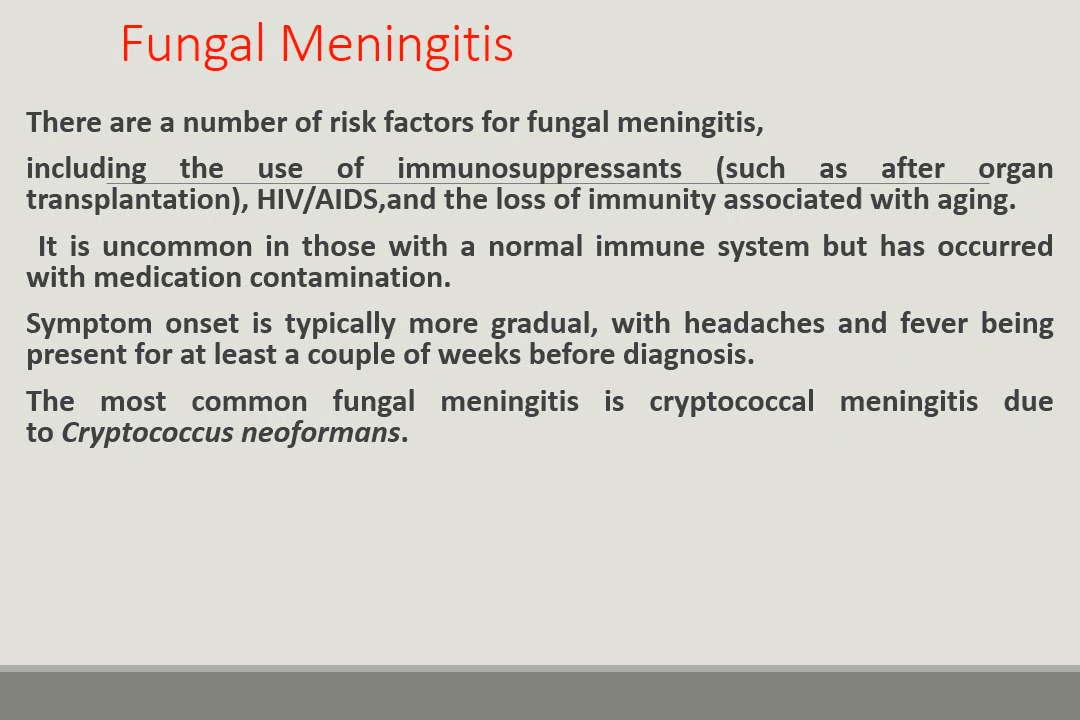 Fungal Meningitis
There are a number of risk factors for fungal meningitis,
including the use of immunosuppressants (such as after organ
transplantation), HIV/AIDS,and the loss of immunity associated with aging.
It is uncommon in those with a normal immune system but has occurred
with medication contamination.
Symptom onset is typically more gradual, with headaches and fever being
present for at least a couple of weeks before diagnosis.
The most common fungal meningitis is cryptococcal meningitis due
to Cryptococcus neoformans.